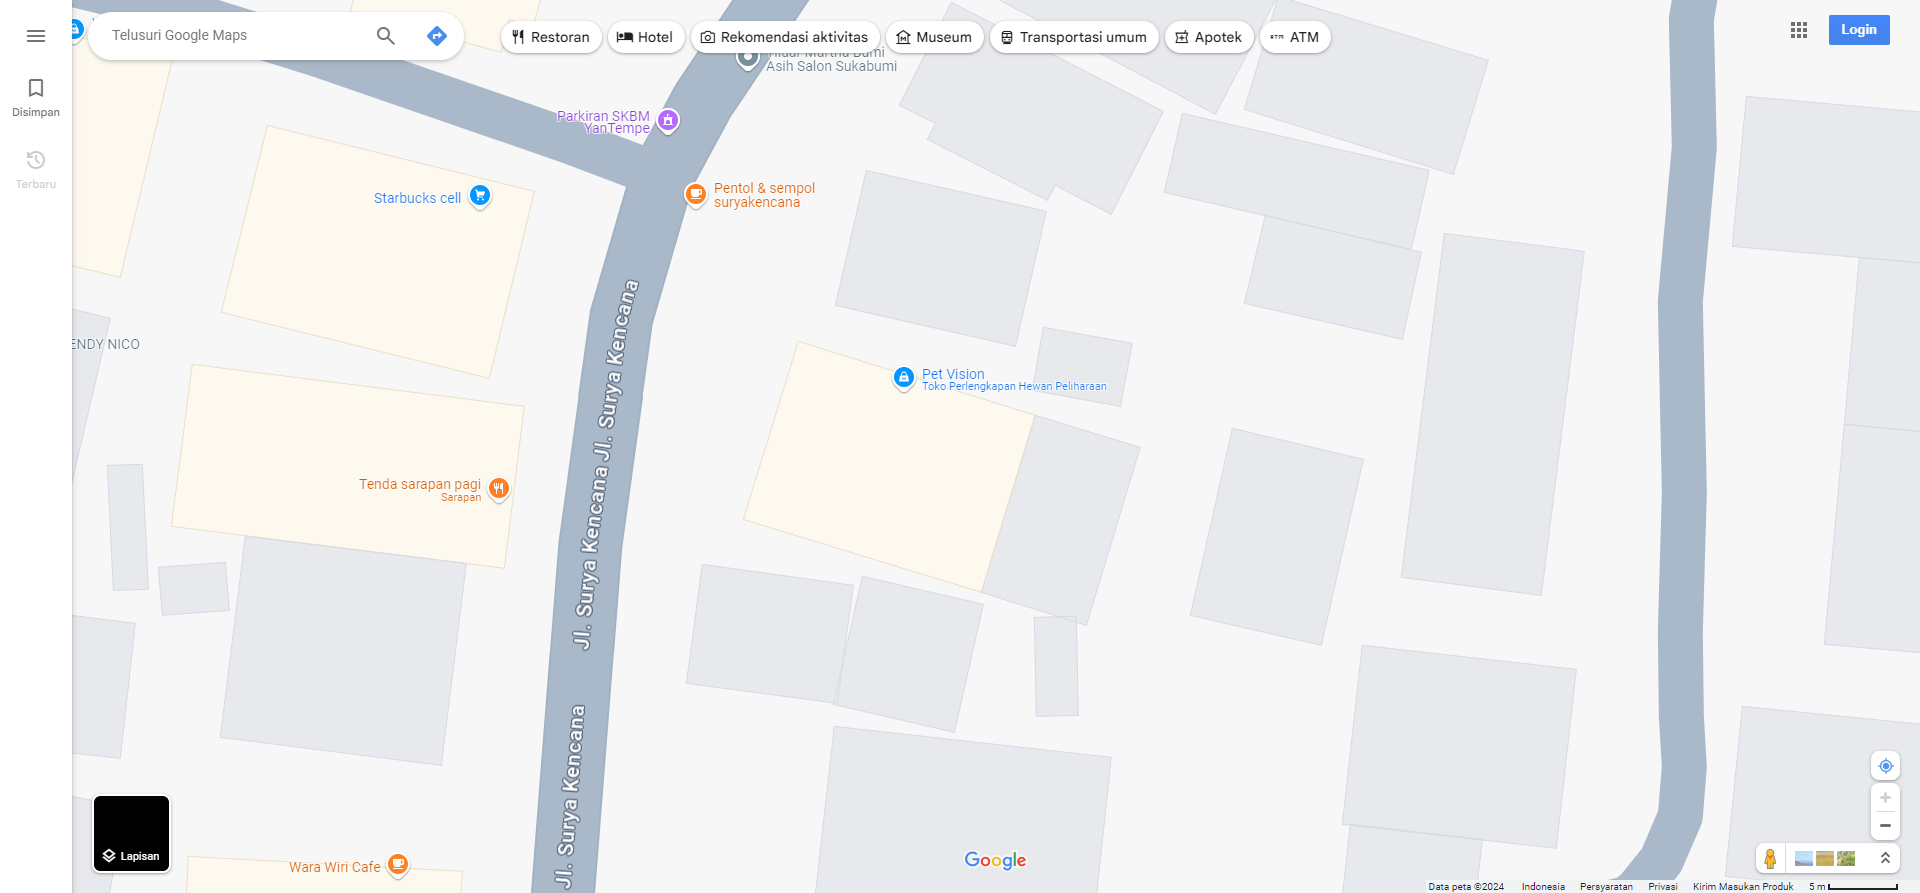 Telusuri Google Maps
Restoran
Hotel
Rekomendasi aktivitas
Museum
Transportasi umum
Apotek
ATM
Login
Disimpan
Terbaru
Asih Salon Sukabumi
Parkiran SKBM
YanTempe
Starbucks cell
Pentol & sempol
suryakencana
ENDY NICO
Jl. Surya Kencana
Pet Vision
Toko Perlengkapan Hewan Peliharaan
Jl. Surya Kencana
Tenda sarapan pagi
Sarapan
Jl. Surya Kencana
Lapisan
Wara Wiri Cafe
Google
Data peta ©2024
Indonesia
Persyaratan
Privasi
Kirim Masukan Produk
5 m